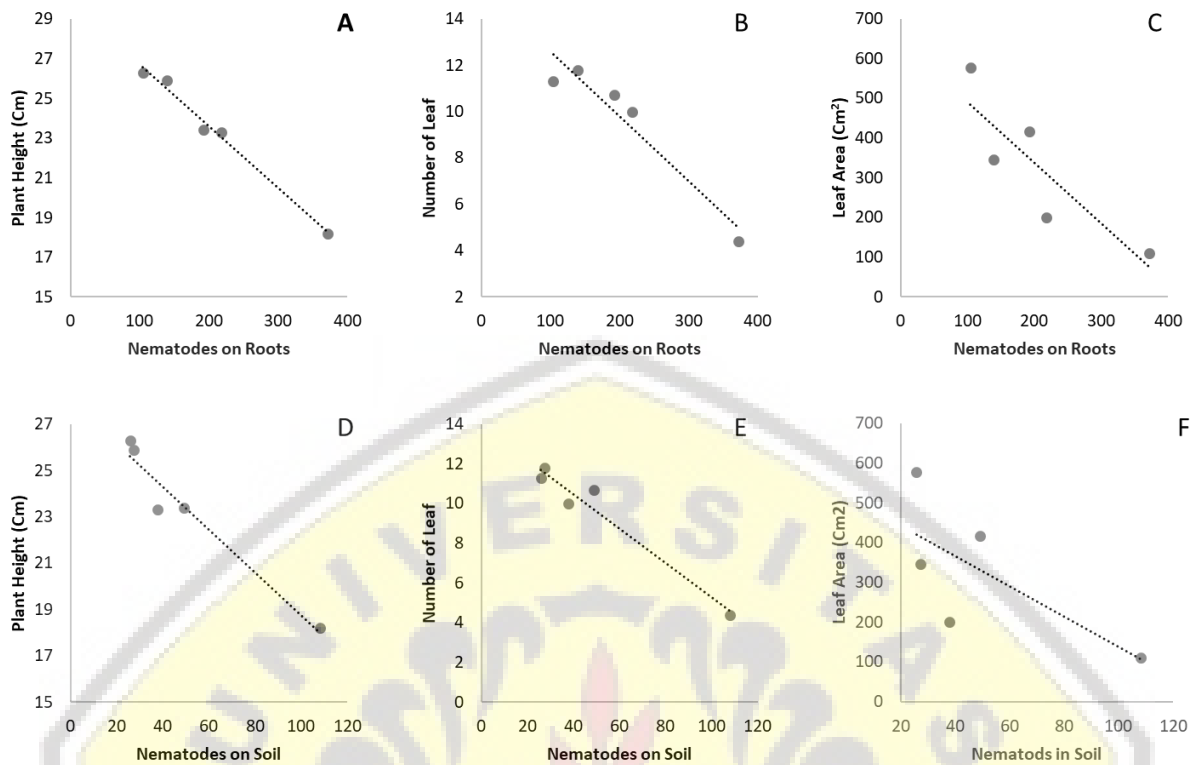 A
Plant Height (Cm)
29
27
25
23
21
19
17
15
0 100 200 300 400
Nematodes on Roots
B
Number of Leaf
14
12
10
8
6
4
2
0 100 200 300 400
Nematodes on Roots
C
Leaf Area (Cm²)
700
600
500
400
300
200
100
0
0 100 200 300 400
Nematodes on Roots
D
Plant Height (Cm)
27
25
23
21
19
17
15
0 20 40 60 80 100 120
Nematodes on Soil
E
Number of Leaf
14
12
10
8
6
4
2
0
0 20 40 60 80 100 120
Nematodes on Soil
F
Leaf Area (Cm2)
700
600
500
400
300
200
100
0
20 40 60 80 100 120
Nematods in Soil
UNIVERSITAS